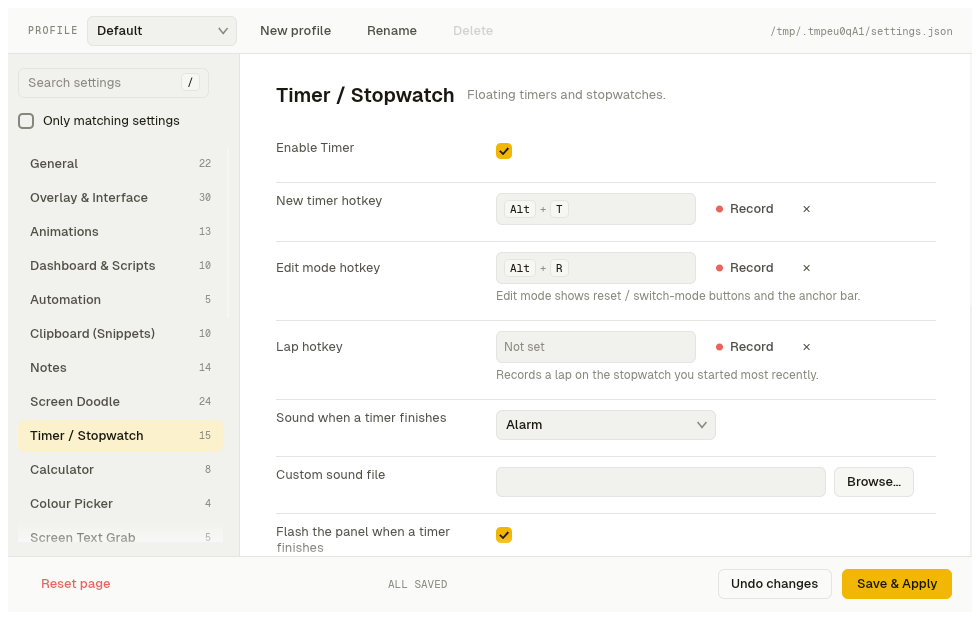 PROFILE Default New profile Rename Delete /tmp/.tmpeu0qA1/settings.json
Search settings /
Only matching settings
General 22
Overlay & Interface 30
Animations 13
Dashboard & Scripts 10
Automation 5
Clipboard (Snippets) 10
Notes 14
Screen Doodle 24
Timer / Stopwatch 15
Calculator 8
Colour Picker 4
Screen Text Grab 5
Timer / Stopwatch Floating timers and stopwatches.
Enable Timer
New timer hotkey Alt + T Record ×
Edit mode hotkey Alt + R Record ×
Edit mode shows reset / switch-mode buttons and the anchor bar.
Lap hotkey Not set Record ×
Records a lap on the stopwatch you started most recently.
Sound when a timer finishes Alarm
Custom sound file Browse...
Flash the panel when a timer
finishes
Reset page ALL SAVED Undo changes Save & Apply